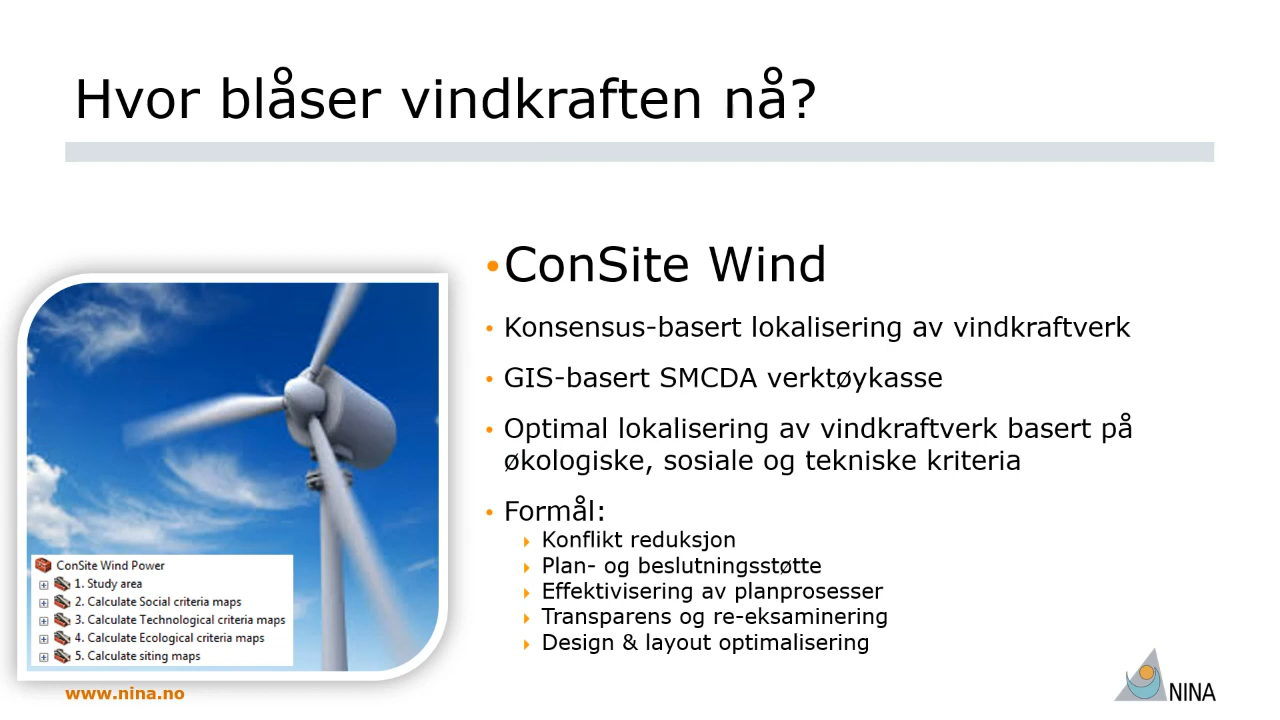 Hvor blåser vindkraften nå?
•ConSite Wind
• Konsensus-basert lokalisering av vindkraftverk
• GIS-basert SMCDA verktøykasse
• Optimal lokalisering av vindkraftverk basert på
økologiske, sosiale og tekniske kriteria
• Formål:
Konflikt reduksjon
Plan- og beslutningsstøtte
Effektivisering av planprosesser
Transparens og re-eksaminering
Design & layout optimalisering
ConSite Wind Power
1. Study area
2. Calculate Social criteria maps
3. Calculate Technological criteria maps
4. Calculate Ecological criteria maps
5. Calculate siting maps
www.nina.no
NINA